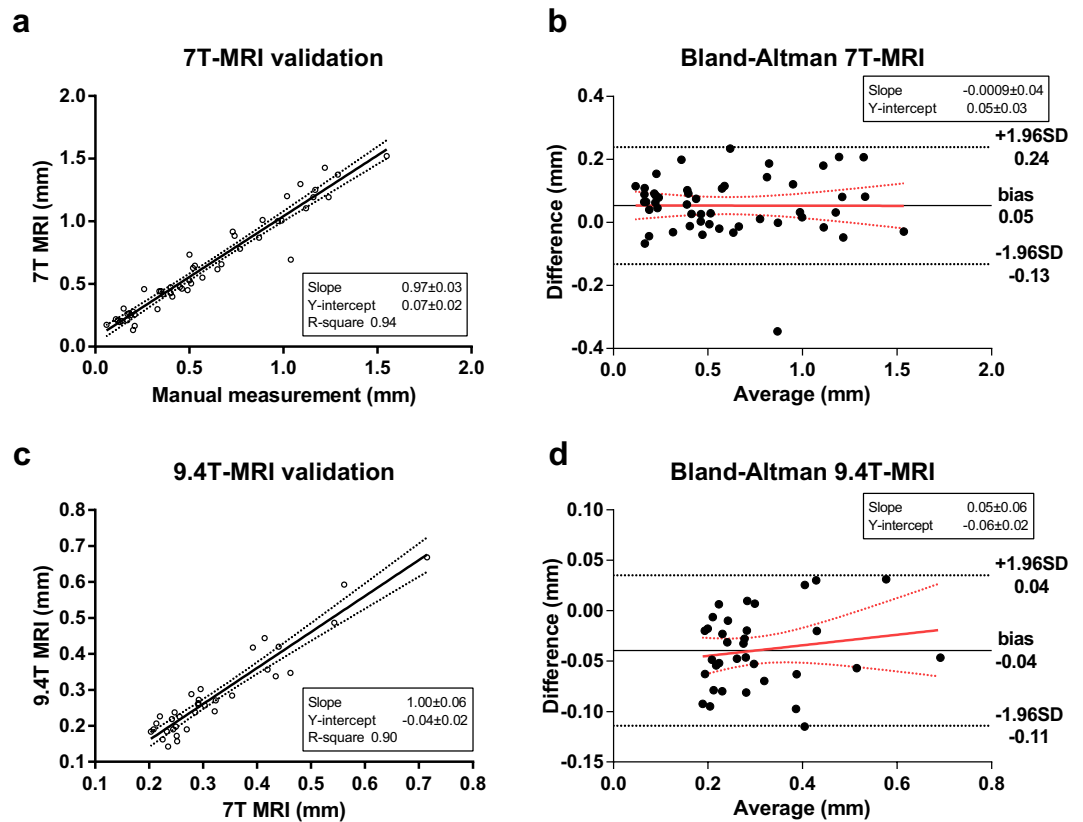 a
7T-MRI validation
2.0
1.5
1.0
0.5
0.0
0.0
0.5
1.0
1.5
2.0
7T MRI (mm)
Manual measurement (mm)
Slope 0.97±0.03
Y-intercept 0.07±0.02
R-square 0.94
b
Bland-Altman 7T-MRI
Slope -0.0009±0.04
Y-intercept 0.05±0.03
0.4
0.2
0.0
-0.2
-0.4
0.0
0.5
1.0
1.5
2.0
Difference (mm)
Average (mm)
+1.96SD
0.24
bias
0.05
-1.96SD
-0.13
c
9.4T-MRI validation
0.8
0.7
0.6
0.5
0.4
0.3
0.2
0.1
0.1
0.2
0.3
0.4
0.5
0.6
0.7
0.8
9.4T MRI (mm)
7T MRI (mm)
Slope 1.00±0.06
Y-intercept -0.04±0.02
R-square 0.90
d
Bland-Altman 9.4T-MRI
Slope 0.05±0.06
Y-intercept -0.06±0.02
0.10
0.05
0.00
-0.05
-0.10
-0.15
0.0
0.2
0.4
0.6
0.8
Difference (mm)
Average (mm)
+1.96SD
0.04
bias
-0.04
-1.96SD
-0.11